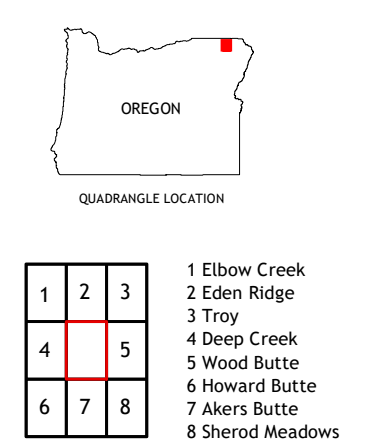 OREGON
QUADRANGLE LOCATION
1 2 3
4 5
6 7 8
1 Elbow Creek
2 Eden Ridge
3 Troy
4 Deep Creek
5 Wood Butte
6 Howard Butte
7 Akers Butte
8 Sherod Meadows